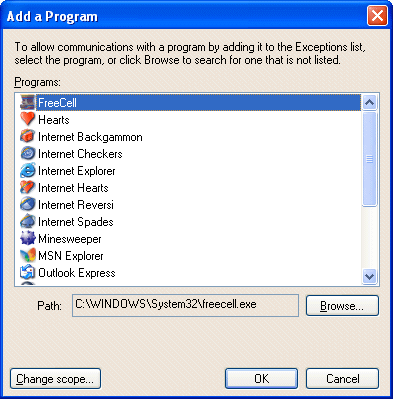 Add a Program
To allow communications with a program by adding it to the Exceptions list,
select the program, or click Browse to search for one that is not listed.
Programs:
FreeCell
Hearts
Internet Backgammon
Internet Checkers
Internet Explorer
Internet Hearts
Internet Reversi
Internet Spades
Minesweeper
MSN Explorer
Outlook Express
Path: C:\WINDOWS\System32\freecell.exe Browse...
Change scope... OK Cancel